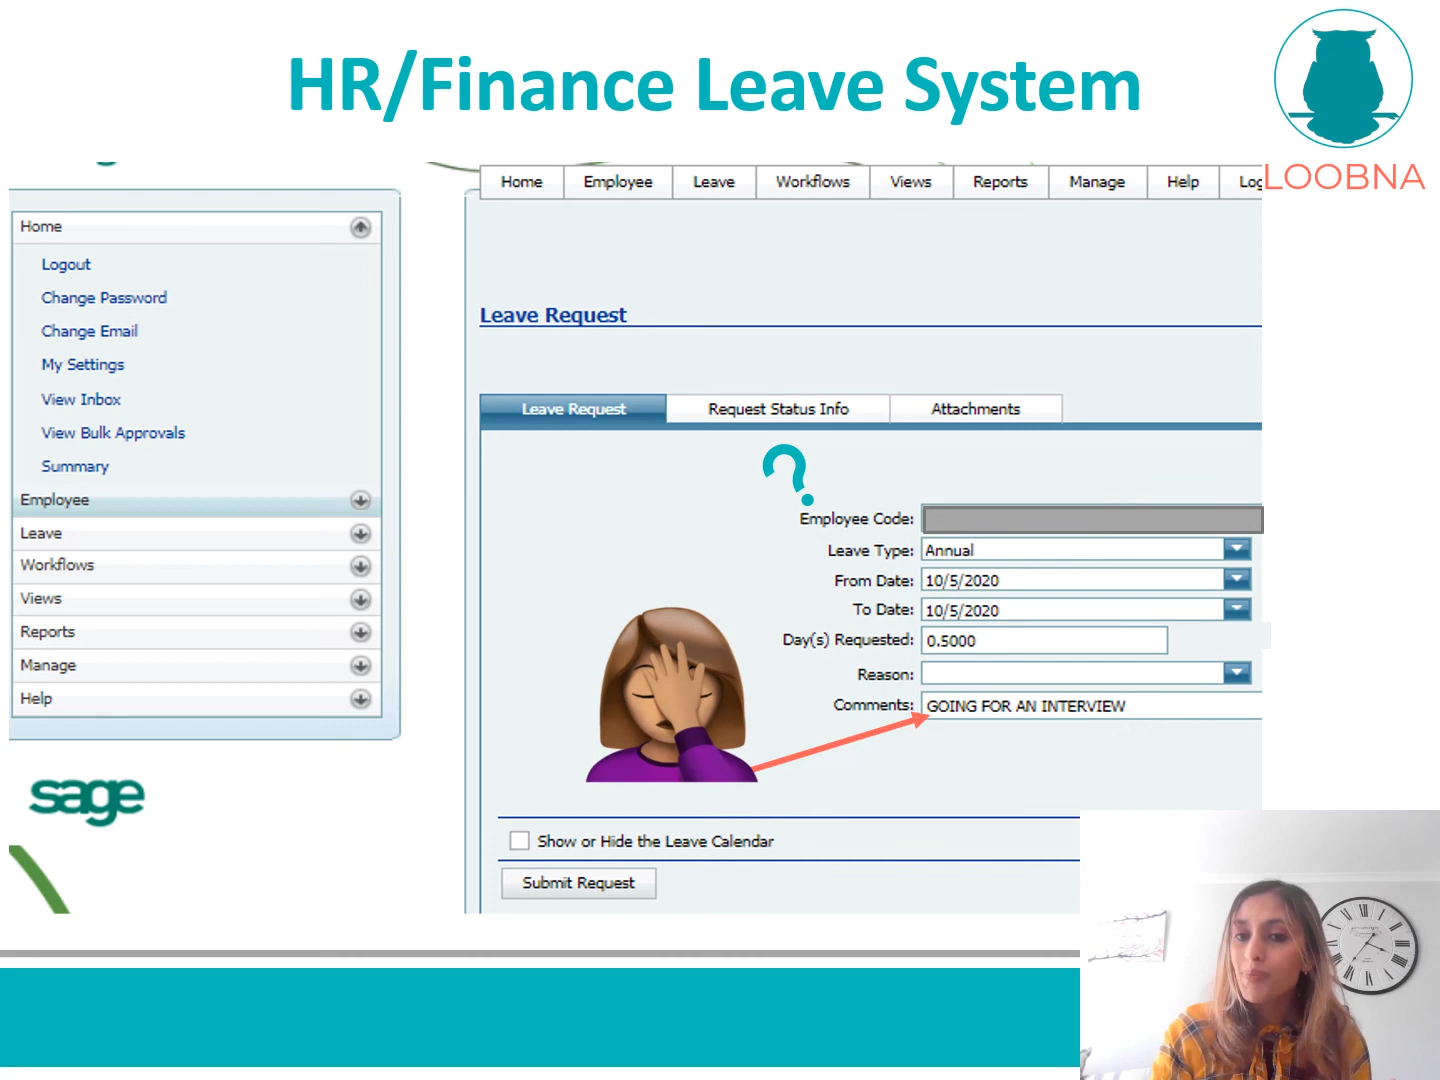 HR/Finance Leave System
LOOBNA
Home Employee Leave Workflows Views Reports Manage Help Log
Home
Logout
Change Password
Change Email
My Settings
View Inbox
View Bulk Approvals
Summary
Employee
Leave
Workflows
Views
Reports
Manage
Help
sage
Leave Request
Leave Request Request Status Info Attachments
?
Employee Code:
Leave Type: Annual
From Date: 10/5/2020
To Date: 10/5/2020
Day(s) Requested: 0.5000
Reason:
Comments: GOING FOR AN INTERVIEW
Show or Hide the Leave Calendar
Submit Request